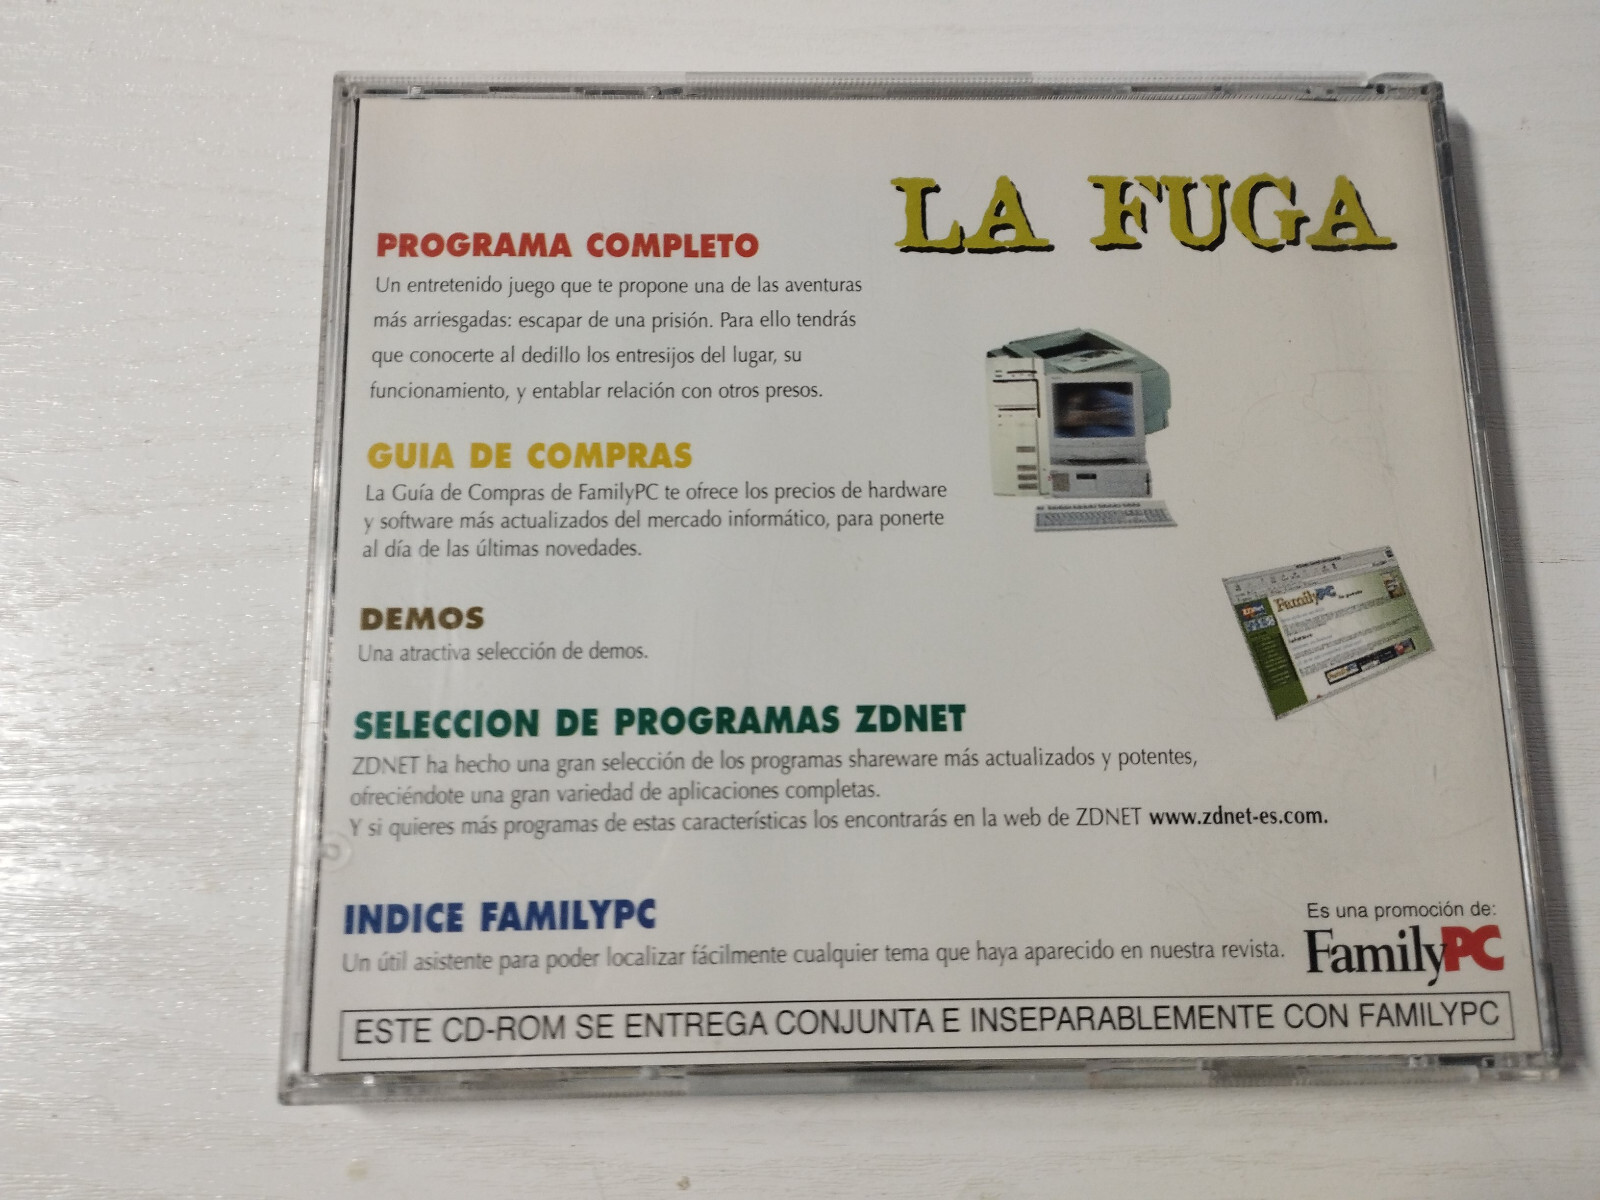 LA FUGA
PROGRAMA COMPLETO
Un entretenido juego que te propone una de las aventuras
más arriesgadas: escapar de una prisión. Para ello tendrás
que conocerte al dedillo los entresijos del lugar, su
funcionamiento, y entablar relación con otros presos.
GUIA DE COMPRAS
La Guía de Compras de FamilyPC te ofrece los precios de hardware
y software más actualizados del mercado informático, para ponerte
al día de las últimas novedades.
FamilyPC
DEMOS
Una atractiva selección de demos.
SELECCION DE PROGRAMAS ZDNET
ZDNET ha hecho una gran selección de los programas shareware más actualizados y potentes,
ofreciéndote una gran variedad de aplicaciones completas.
Y si quieres más programas de estas características los encontrarás en la web de ZDNET www.zdnet-es.com.
INDICE FAMILYPC
Un útil asistente para poder localizar fácilmente cualquier tema que haya aparecido en nuestra revista.
Es una promoción de:
FamilyPC
ESTE CD-ROM SE ENTREGA CONJUNTA E INSEPARABLEMENTE CON FAMILYPC